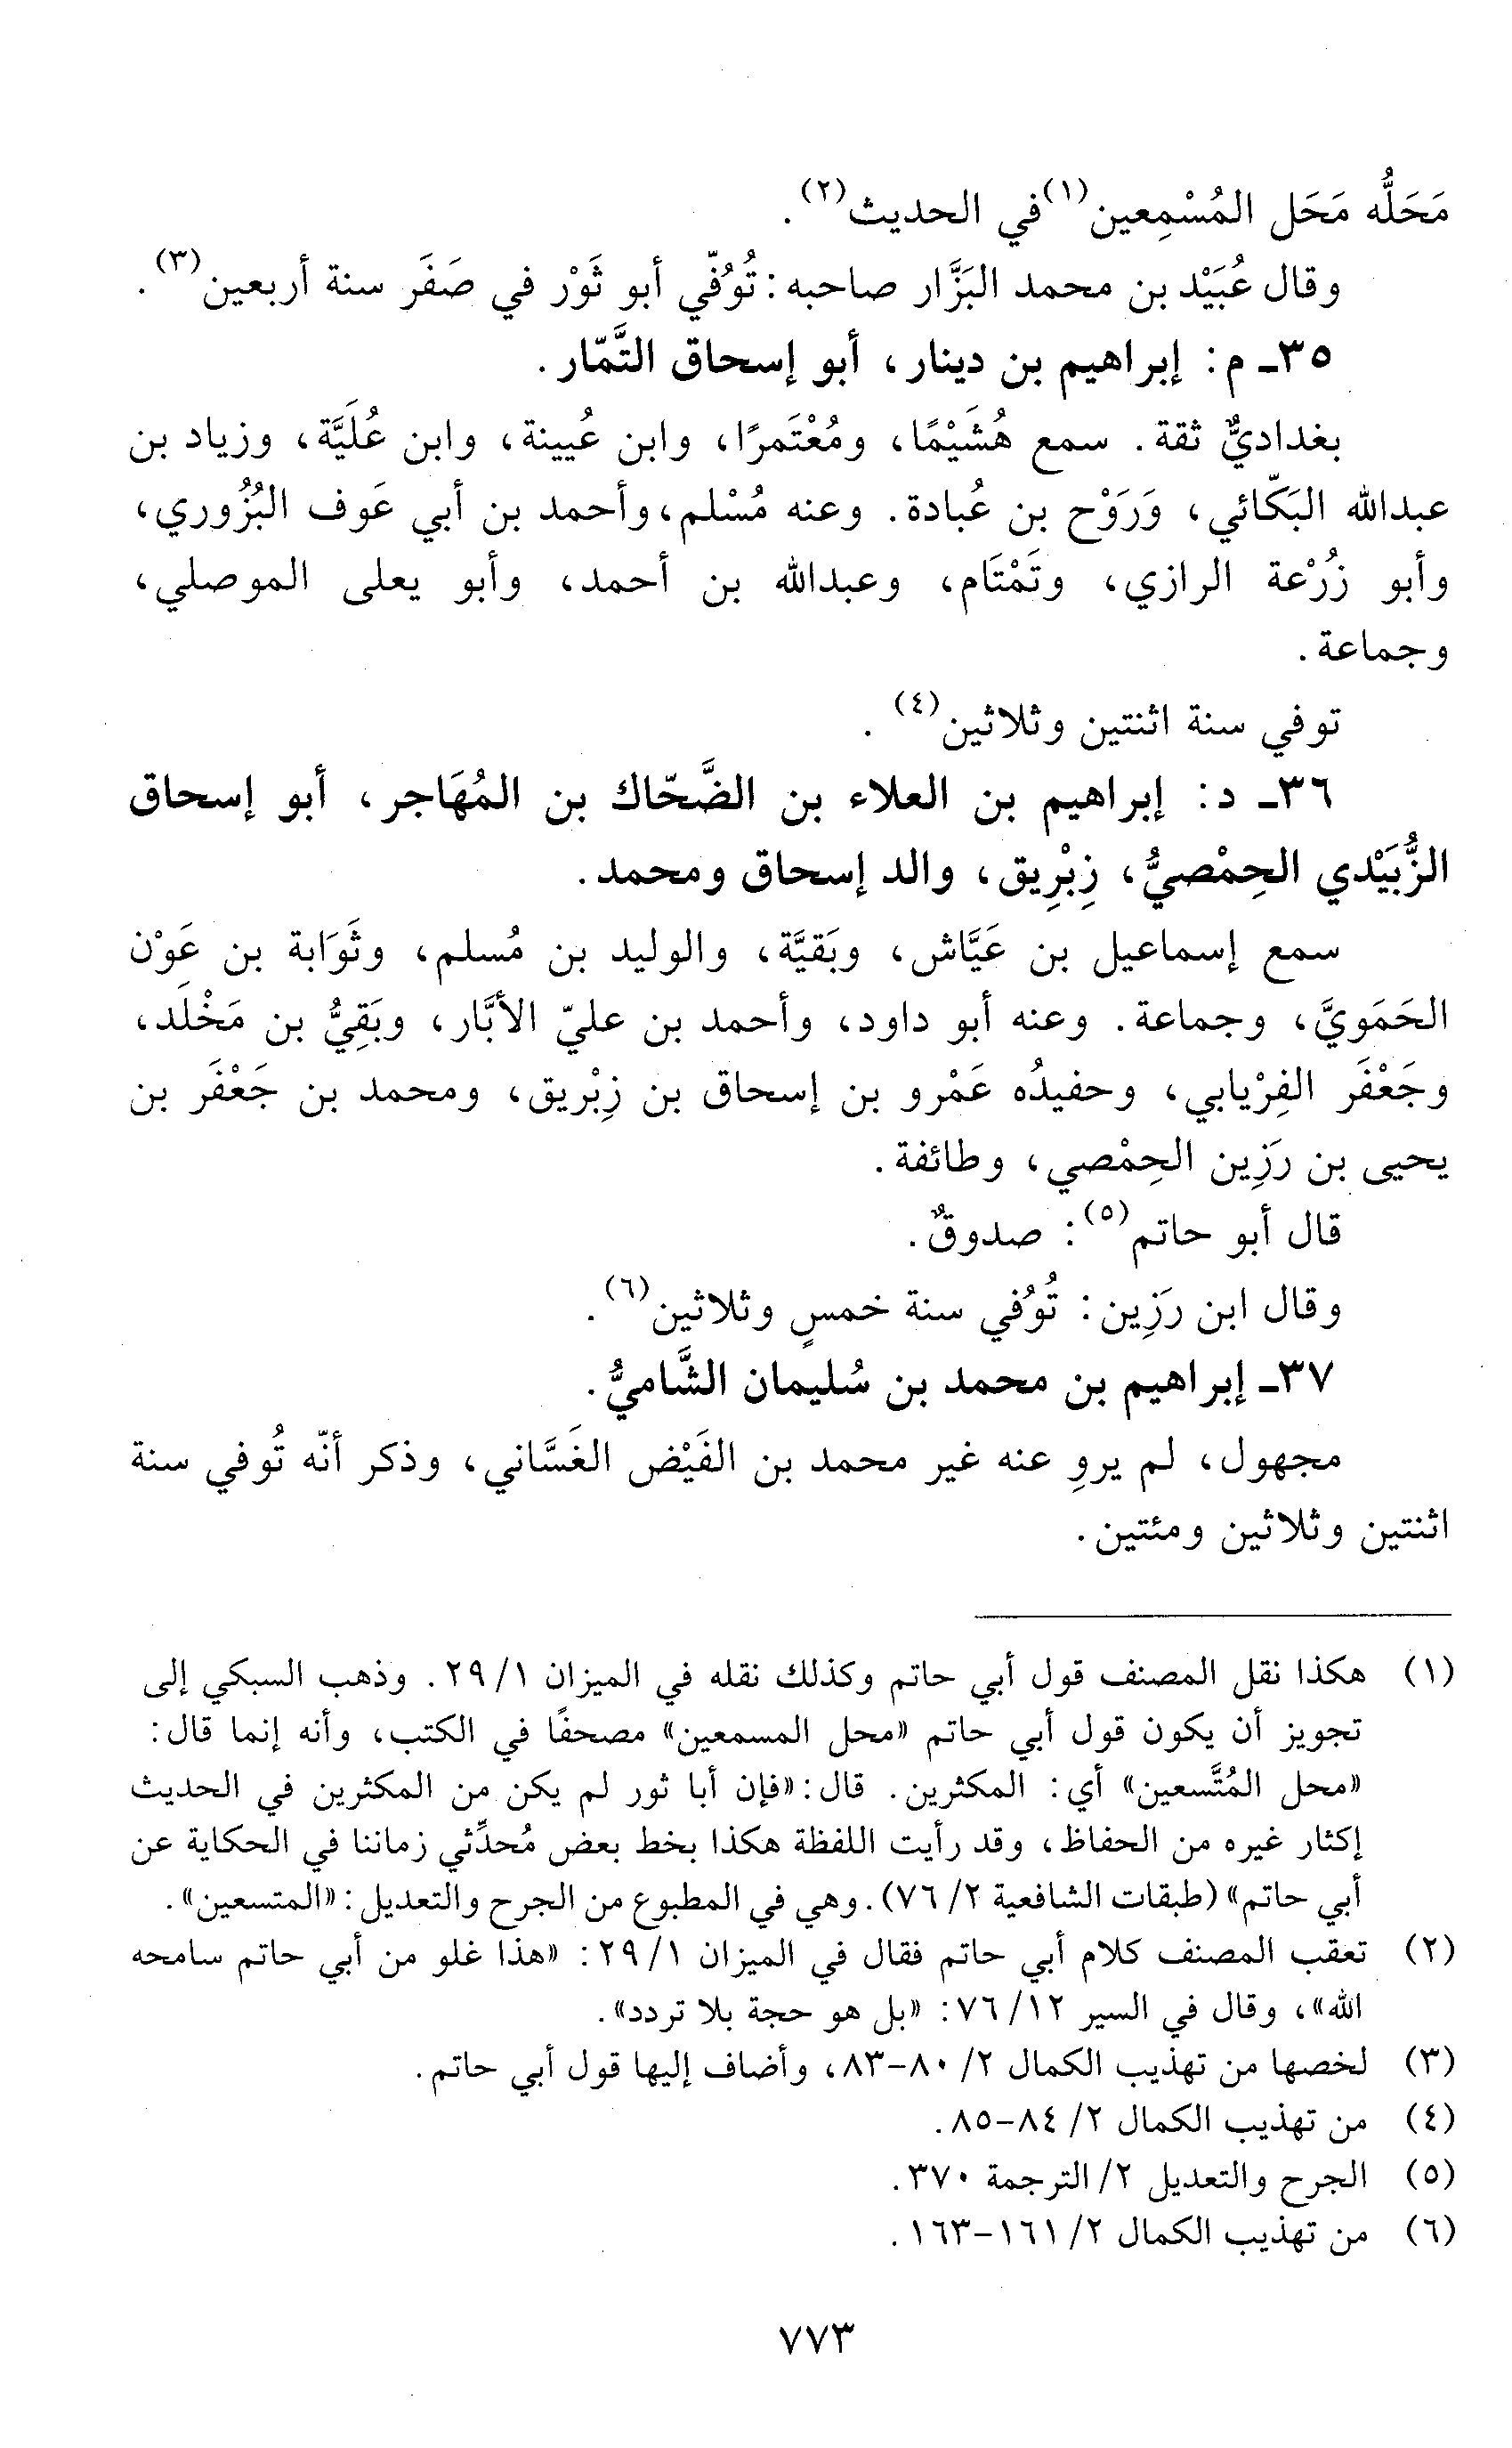 مَحَلُّه مَحَل المُسْمِعين(١) في الحديث(٢).
وقال عُبَيْد بن محمد البَزَّار صاحبه: تُوُفّي أبو ثَوْر في صَفَر سنة أربعين(٣).
٣٥ـ م: إبراهيم بن دينار، أبو إسحاق التَّمّار.
بغداديٌّ ثقة. سمع هُشَيْمًا، ومُعْتَمرًا، وابن عُيينة، وابن عُلَيَّة، وزياد بن
عبدالله البَكّائي، وَرَوْح بن عُبادة. وعنه مُسْلم، وأحمد بن أبي عَوف البُزُوري،
وأبو زُرْعة الرازي، وتَمْتَام، وعبدالله بن أحمد، وأبو يعلى الموصلي،
وجماعة.
توفي سنة اثنتين وثلاثين(٤).
٣٦ـ د: إبراهيم بن العلاء بن الضَّحّاك بن المُهَاجر، أبو إسحاق
الزُّبَيْدي الحِمْصيُّ، زِبْرِيق، والد إسحاق ومحمد.
سمع إسماعيل بن عَيَّاش، وبَقيَّة، والوليد بن مُسلم، وثَوَابة بن عَوْن
الحَمَويَّ، وجماعة. وعنه أبو داود، وأحمد بن عليّ الأبَّار، وبَقِيُّ بن مَخْلَد،
وجَعْفَر الفِرْيابي، وحفيدُه عَمْرو بن إسحاق بن زِبْريق، ومحمد بن جَعْفَر بن
يحيى بن رَزِين الحِمْصي، وطائفة.
قال أبو حاتم(٥): صدوقٌ.
وقال ابن رَزِين: تُوُفي سنة خمسٍ وثلاثين(٦).
٣٧ـ إبراهيم بن محمد بن سُليمان الشَّاميُّ.
مجهول، لم يروِ عنه غير محمد بن الفَيْض الغَسَّاني، وذكر أنّه تُوفي سنة
اثنتين وثلاثين ومئتين.
(١) هكذا نقل المصنف قول أبي حاتم وكذلك نقله في الميزان ١/ ٢٩. وذهب السبكي إلى
تجويز أن يكون قول أبي حاتم «محل المسمعين» مصحفًا في الكتب، وأنه إنما قال:
«محل المُتَّسعين» أي: المكثرين. قال: «فإن أبا ثور لم يكن من المكثرين في الحديث
إكثار غيره من الحفاظ، وقد رأيت اللفظة هكذا بخط بعض مُحدِّثي زماننا في الحكاية عن
أبي حاتم» (طبقات الشافعية ٢/ ٧٦). وهي في المطبوع من الجرح والتعديل: «المتسعين».
(٢) تعقب المصنف كلام أبي حاتم فقال في الميزان ١/ ٢٩: «هذا غلو من أبي حاتم سامحه
الله»، وقال في السير ١٢/ ٧٦: «بل هو حجة بلا تردد».
(٣) لخصها من تهذيب الكمال ٢/ ٨٠-٨٣، وأضاف إليها قول أبي حاتم.
(٤) من تهذيب الكمال ٢/ ٨٤-٨٥.
(٥) الجرح والتعديل ٢/ الترجمة ٣٧٠.
(٦) من تهذيب الكمال ٢/ ١٦١-١٦٣.
٧٧٣